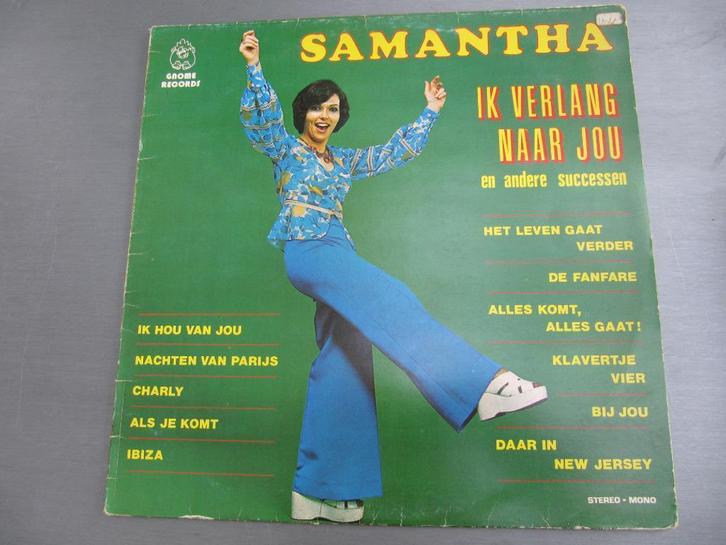 GNOME
RECORDS
SAMANTHA
IK VERLANG
NAAR JOU
en andere successen
HET LEVEN GAAT
VERDER
DE FANFARE
ALLES KOMT,
ALLES GAAT!
KLAVERTJE
VIER
BIJ JOU
DAAR IN
NEW JERSEY
IK HOU VAN JOU
NACHTEN VAN PARIJS
CHARLY
ALS JE KOMT
IBIZA
STEREO - MONO